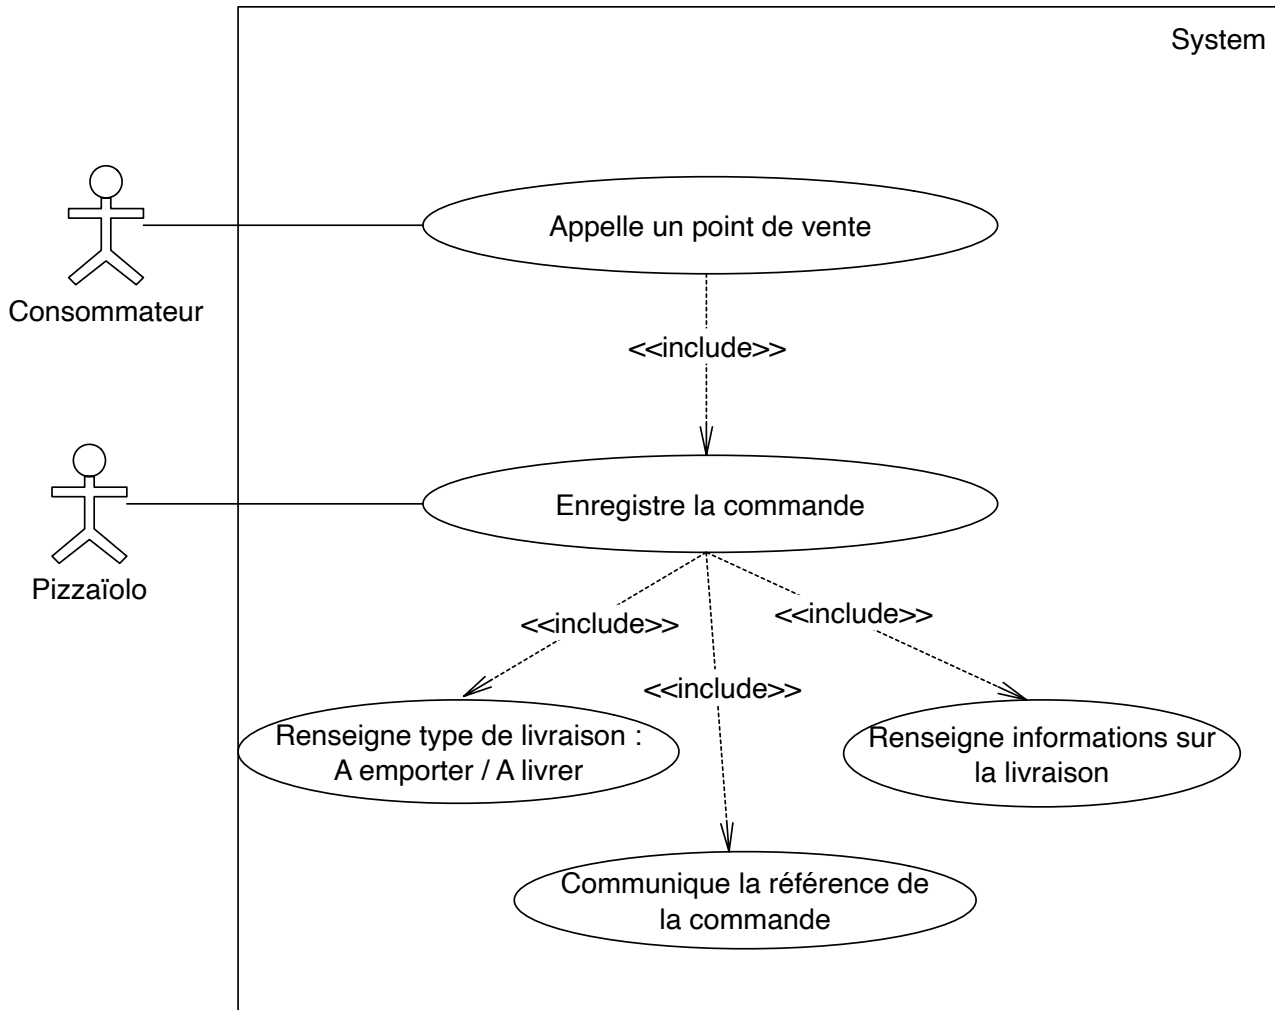 System
Appelle un point de vente
Consommateur
<<include>>
Enregistre la commande
Pizzaïolo
<<include>>
<<include>>
<<include>>
Renseigne type de livraison :
A emporter / A livrer
Renseigne informations sur
la livraison
Communique la référence de
la commande